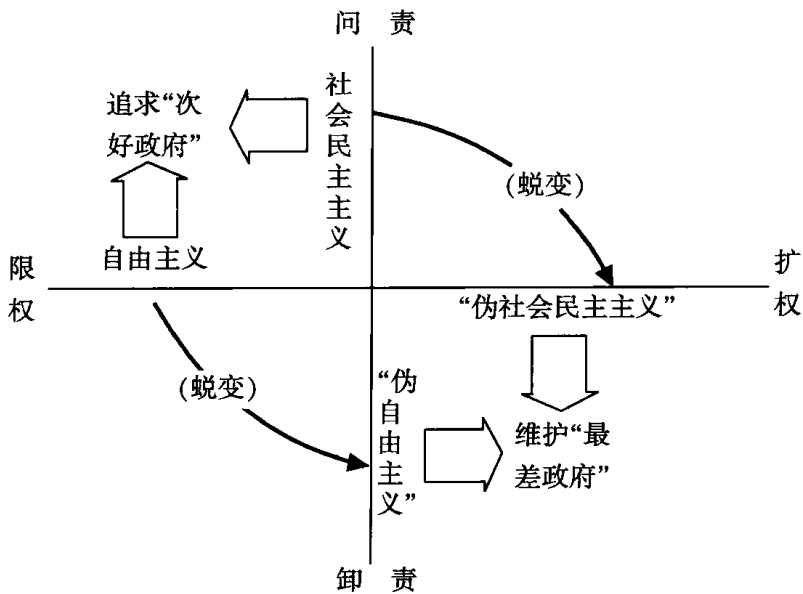 问 责
社会民主主义
追求“次
好政府”
(蜕变)
自由主义
限
权
扩
权
“伪社会民主主义”
(蜕变)
“伪自由主义”
维护“最
差政府”
卸 责